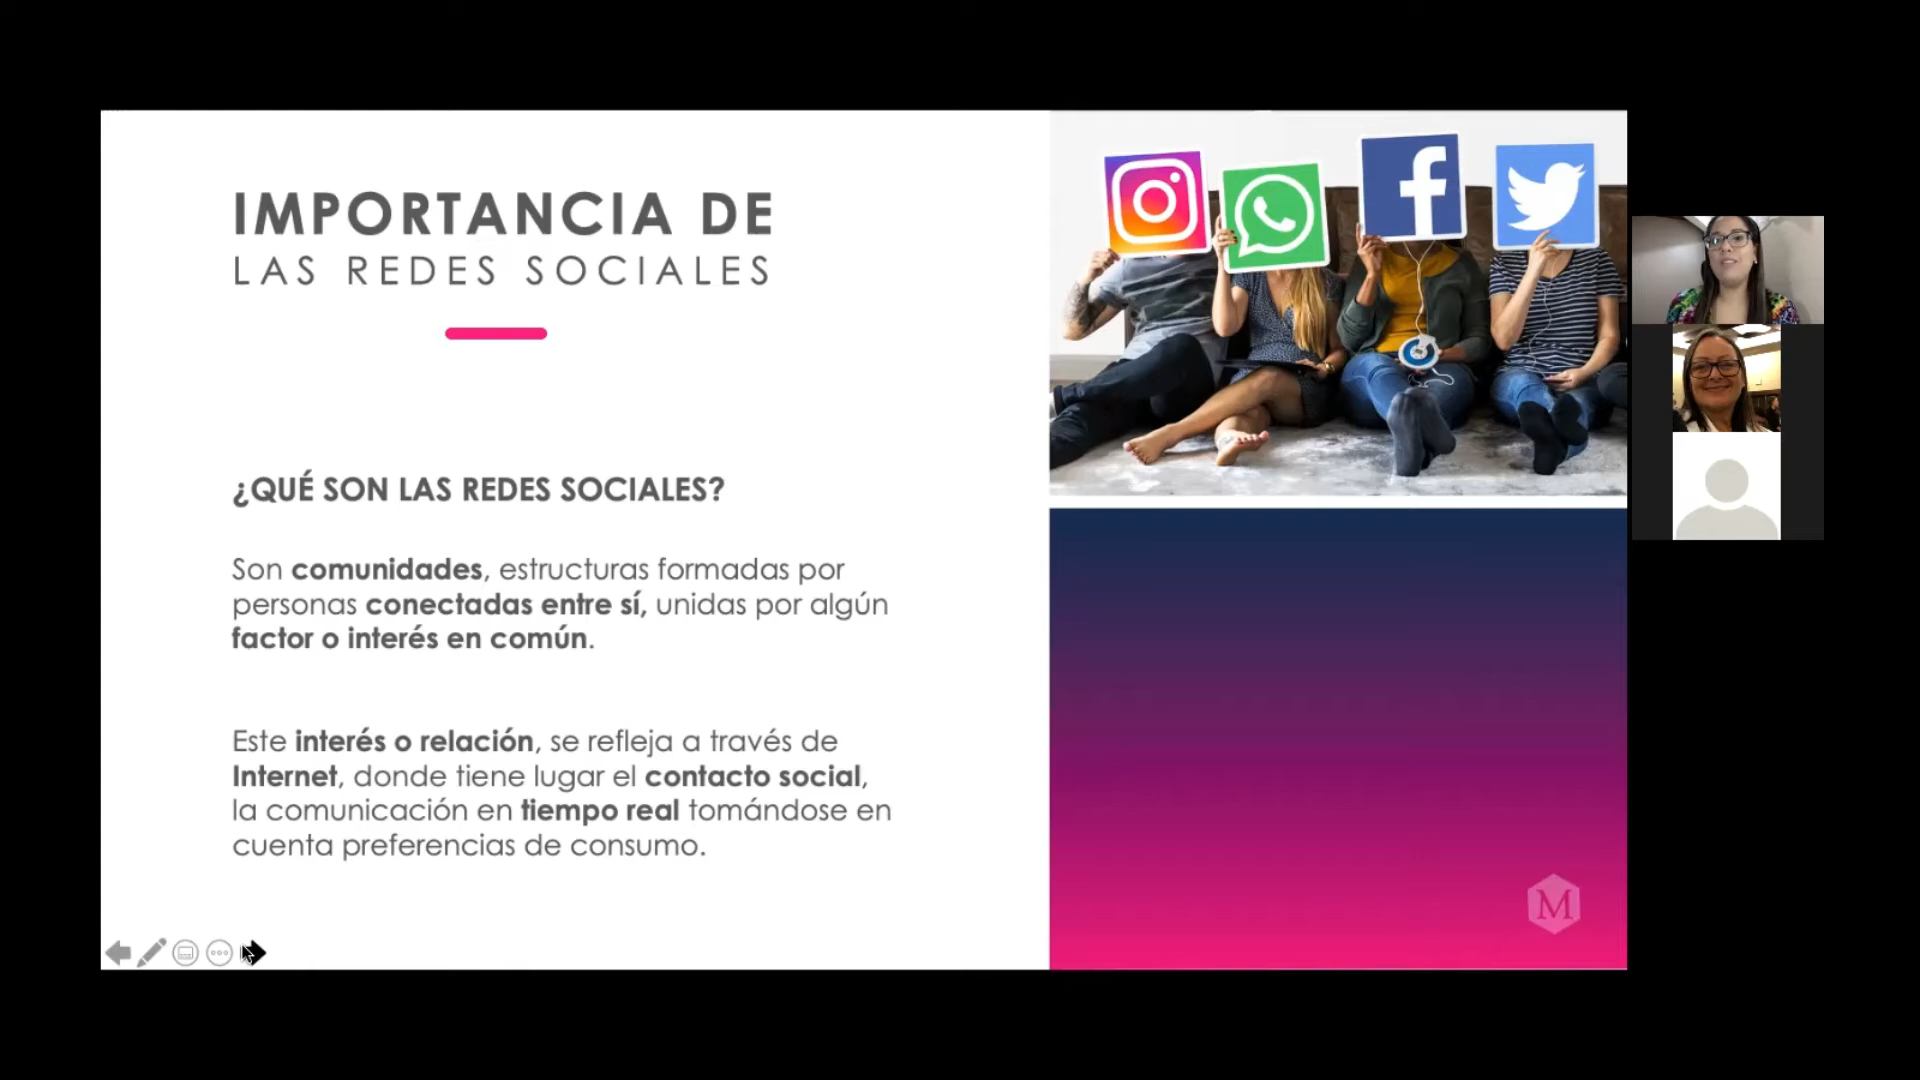 IMPORTANCIA DE
LAS REDES SOCIALES
¿QUÉ SON LAS REDES SOCIALES?
Son comunidades, estructuras formadas por
personas conectadas entre sí, unidas por algún
factor o interés en común.
Este interés o relación, se refleja a través de
Internet, donde tiene lugar el contacto social,
la comunicación en tiempo real tomándose en
cuenta preferencias de consumo.
M